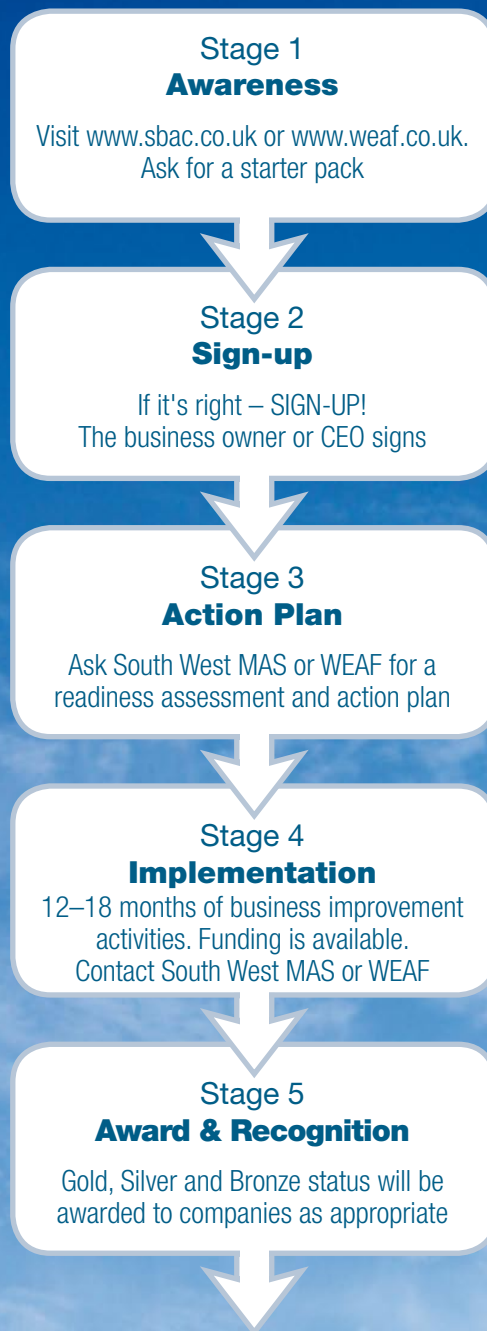 Stage 1
Awareness
Visit www.sbac.co.uk or www.weaf.co.uk.
Ask for a starter pack
Stage 2
Sign-up
If it's right – SIGN-UP!
The business owner or CEO signs
Stage 3
Action Plan
Ask South West MAS or WEAF for a
readiness assessment and action plan
Stage 4
Implementation
12–18 months of business improvement
activities. Funding is available.
Contact South West MAS or WEAF
Stage 5
Award & Recognition
Gold, Silver and Bronze status will be
awarded to companies as appropriate